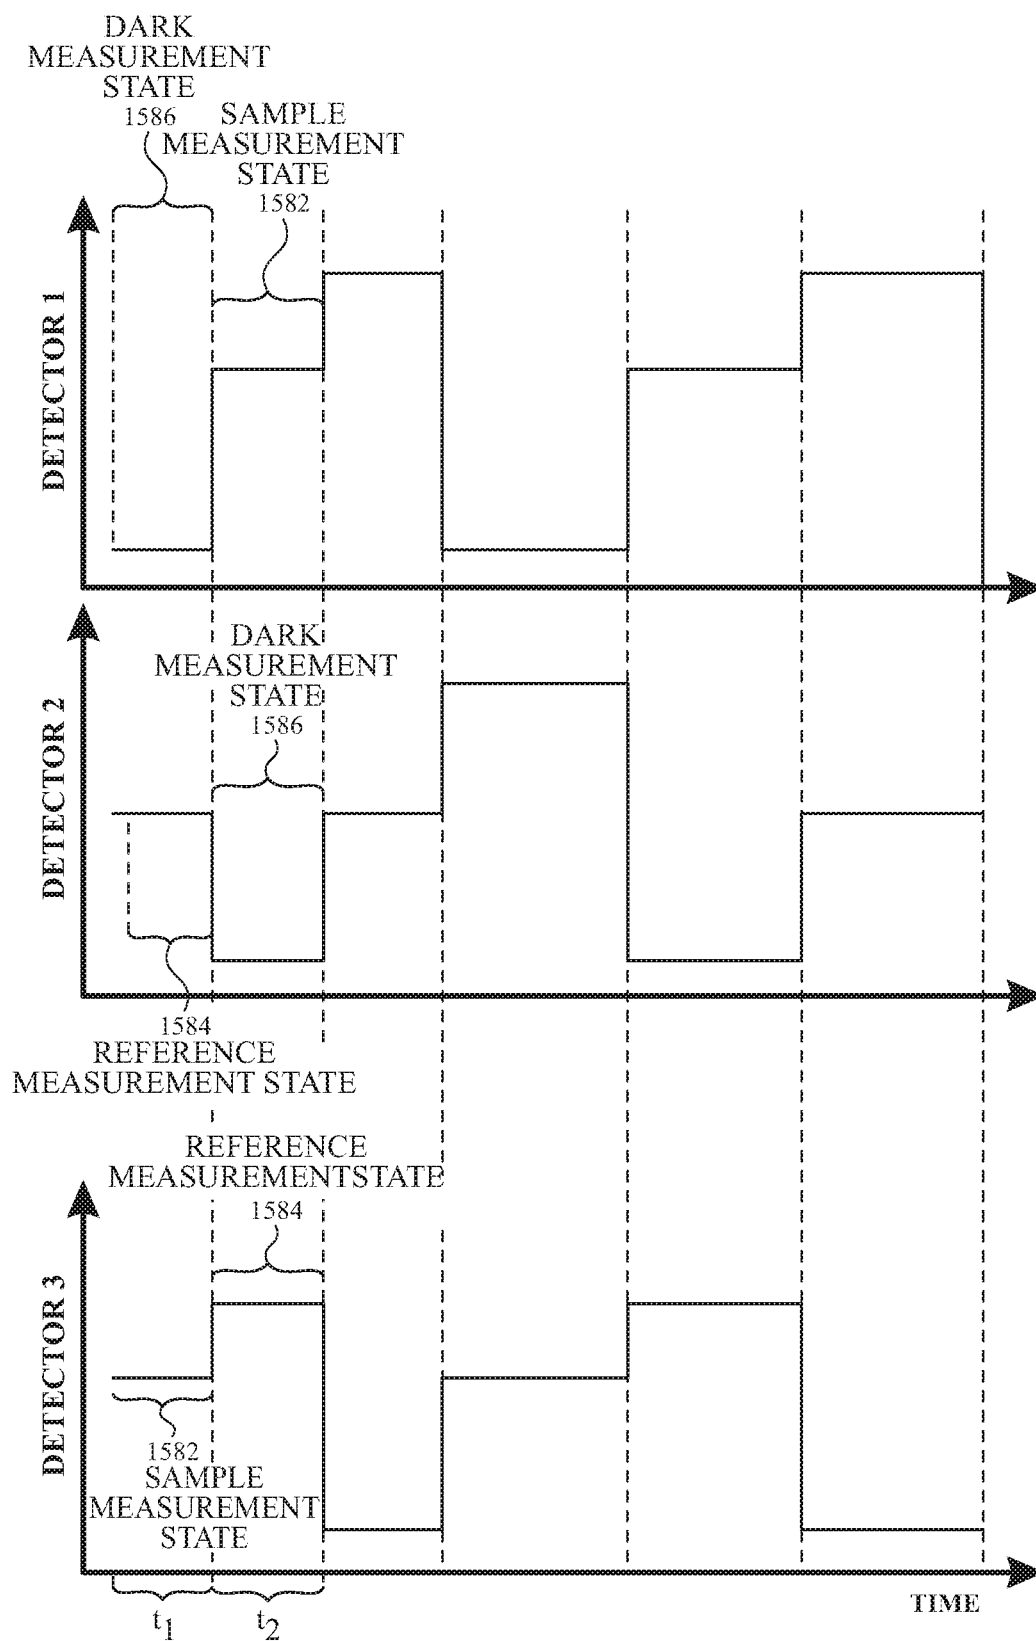 DARK
MEASUREMENT
STATE
1586
SAMPLE
MEASUREMENT
STATE
1582
DETECTOR 1
DARK
MEASUREMENT
STATE
1586
DETECTOR 2
1584
REFERENCE
MEASUREMENT STATE
REFERENCE
MEASUREMENTSTATE
1584
DETECTOR 3
1582
SAMPLE
MEASUREMENT
STATE
TIME
t1
t2